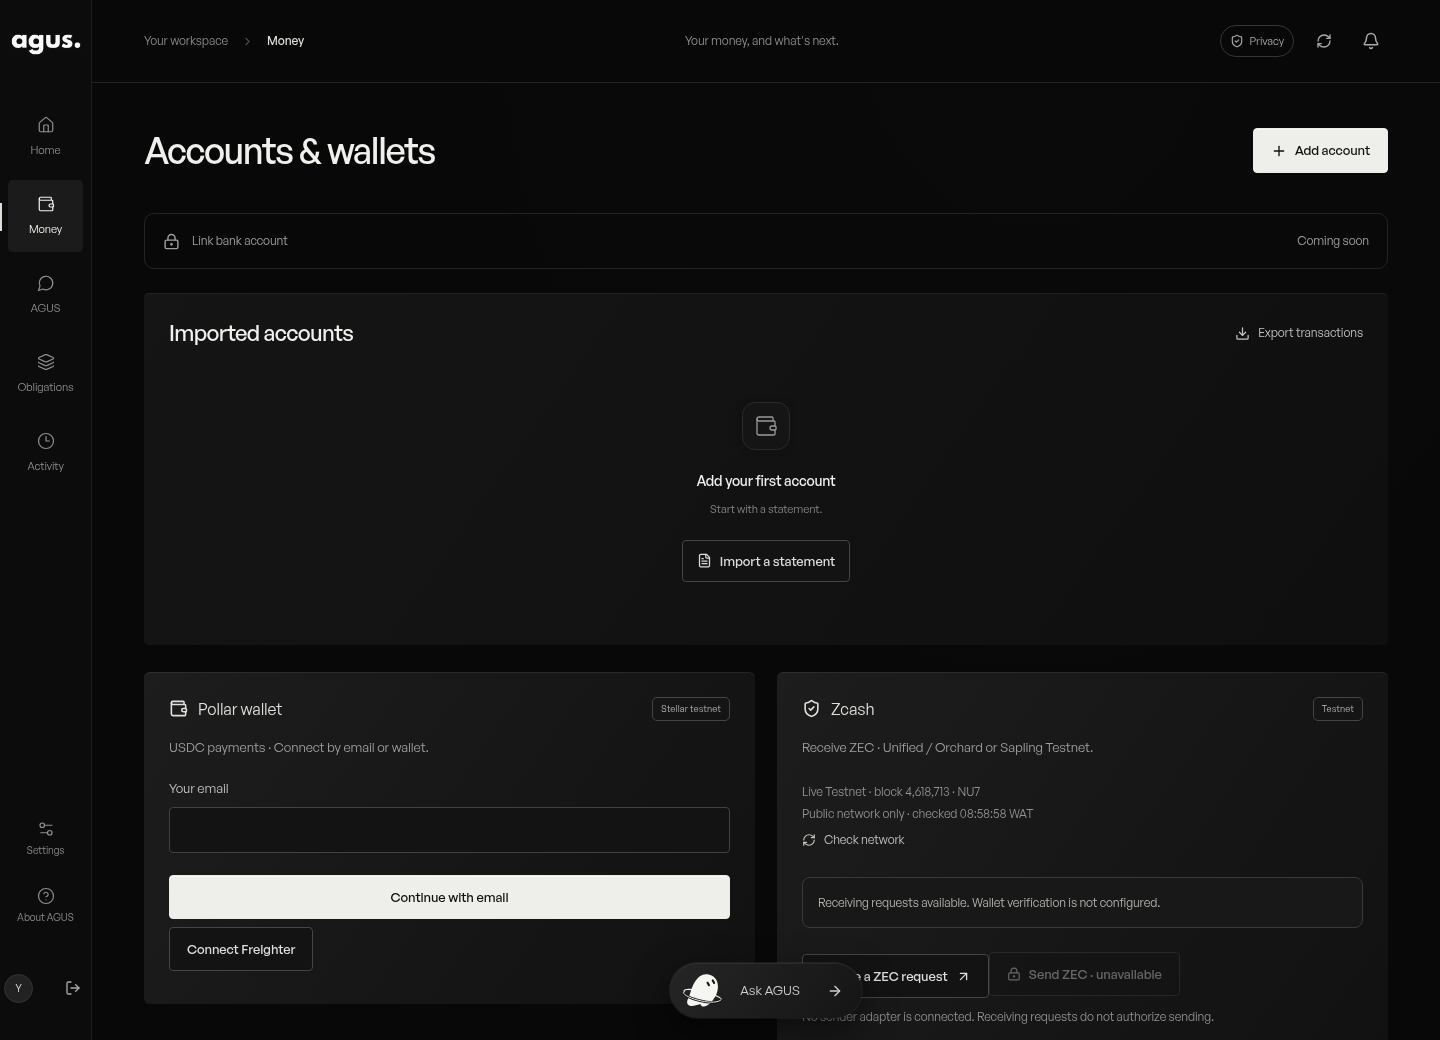 agus.
Your workspace > Money
Your money, and what's next.
Privacy
Home
Money
AGUS
Obligations
Activity
Settings
About AGUS
Y
Accounts & wallets
Add account
Link bank account
Coming soon
Imported accounts
Export transactions
Add your first account
Start with a statement.
Import a statement
Pollar wallet
Stellar testnet
USDC payments · Connect by email or wallet.
Your email
Continue with email
Connect Freighter
Zcash
Testnet
Receive ZEC · Unified / Orchard or Sapling Testnet.
Live Testnet · block 4,618,713 · NU7
Public network only · checked 08:58:58 WAT
Check network
Receiving requests available. Wallet verification is not configured.
a ZEC request
Send ZEC · unavailable
No sender adapter is connected. Receiving requests do not authorize sending.
Ask AGUS